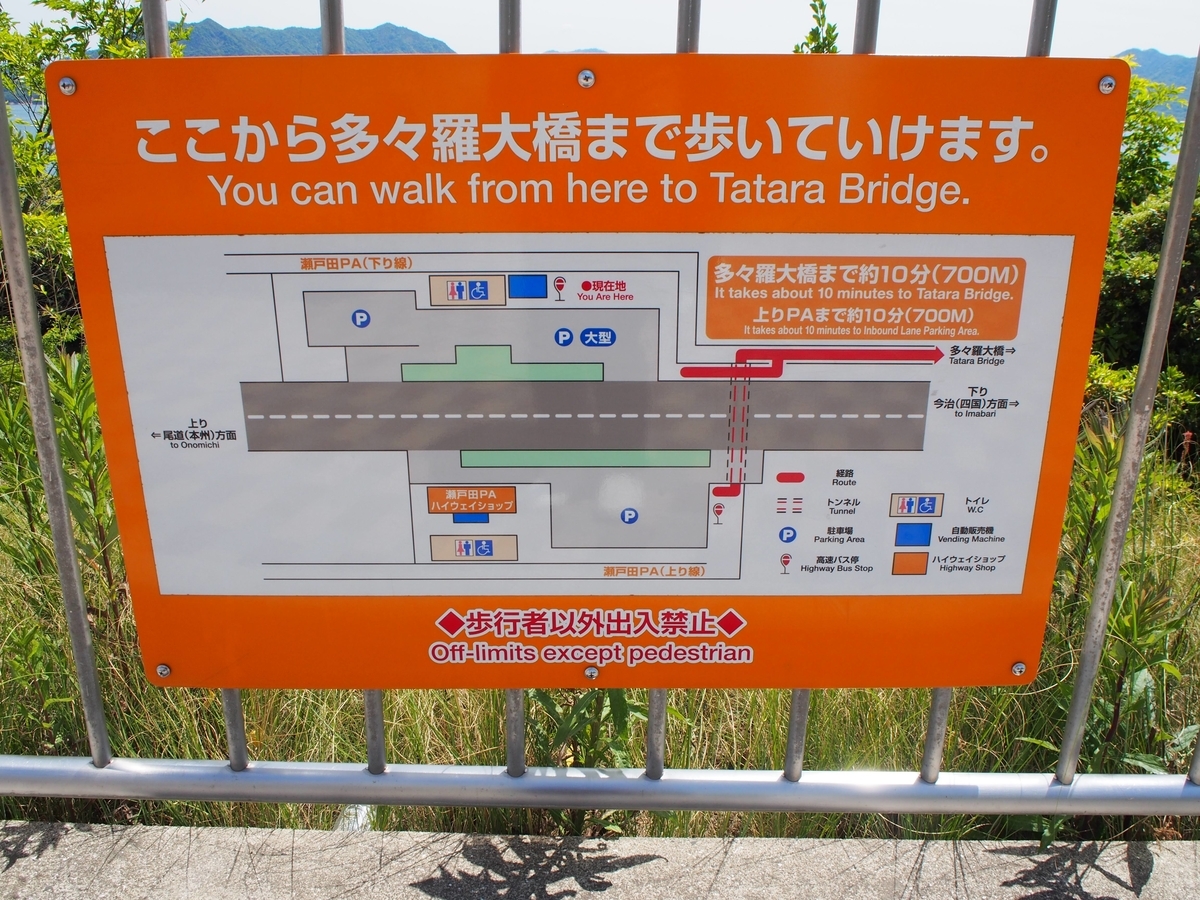 ここから多々羅大橋まで歩いていけます。
You can walk from here to Tatara Bridge.
瀬戸田PA(下り線)
●現在地
You Are Here
多々羅大橋まで約10分(700M)
It takes about 10 minutes to Tatara Bridge.
上りPAまで約10分(700M)
It takes about 10 minutes to Inbound Lane Parking Area.
P
P 大型
多々羅大橋⇒
Tatara Bridge
上り
⇐尾道(本州)方面
to Onomichi
下り
今治(四国)方面⇒
to Imabari
瀬戸田PA
ハイウェイショップ
P
瀬戸田PA(上り線)
経路
Route
トンネル
Tunnel
トイレ
W.C
P
駐車場
Parking Area
自動販売機
Vending Machine
高速バス停
Highway Bus Stop
ハイウェイショップ
Highway Shop
◆歩行者以外出入禁止◆
Off-limits except pedestrian